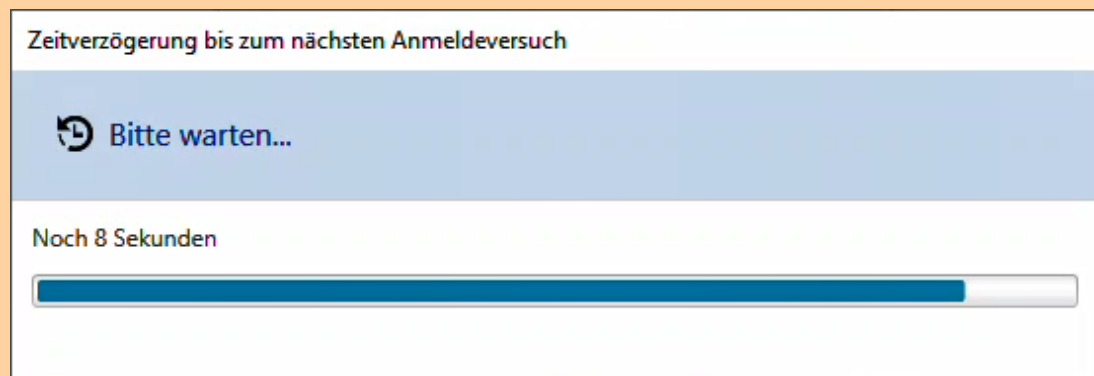 Zeitverzögerung bis zum nächsten Anmeldeversuch
Bitte warten...
Noch 8 Sekunden